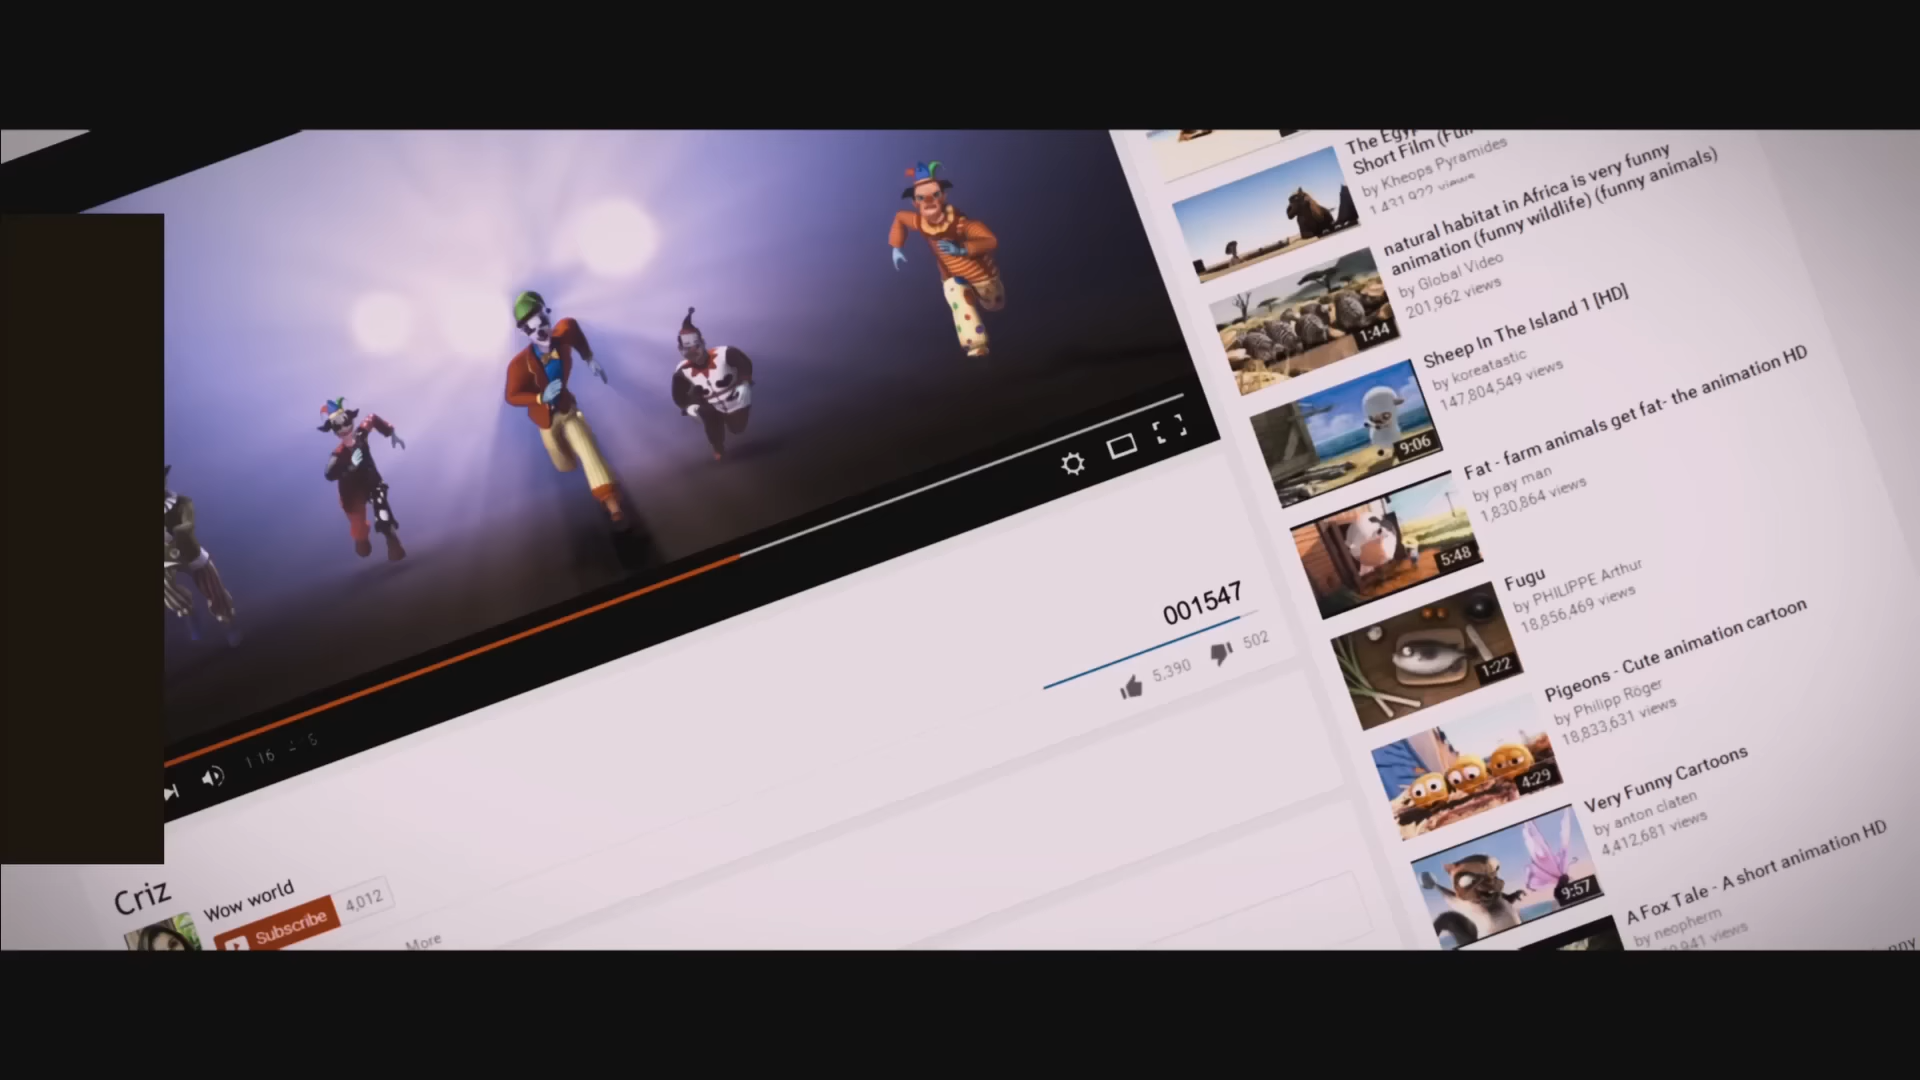 1:16
001547
5,390
502
Criz
Wow world
Subscribe
4,012
More
Short Film
by Kheops Pyramides
natural habitat in Africa is very funny
animation (funny wildlife) (funny animals)
by Global Video
201,962 views
1:44
Sheep In The Island 1 [HD]
by koreatastic
147,804,549 views
9:06
Fat - farm animals get fat- the animation HD
by pay man
1,830,864 views
5:48
Fugu
by PHILIPPE Arthur
18,856,469 views
1:22
Pigeons - Cute animation cartoon
by Philipp Röger
18,833,631 views
4:29
Very Funny Cartoons
by anton claten
4,412,681 views
9:57
A Fox Tale - A short animation HD
by neopherm
views